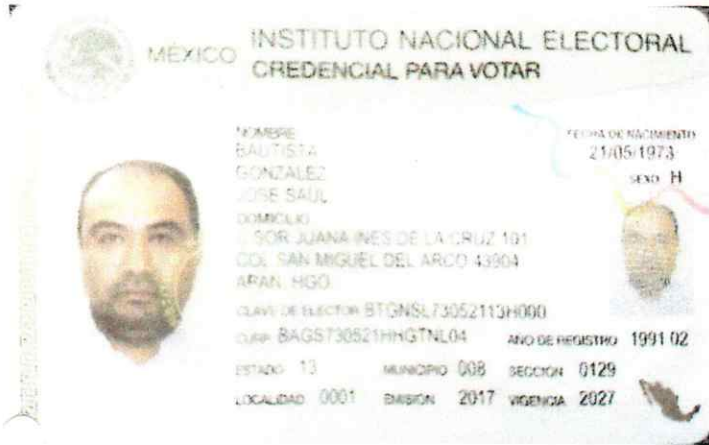 MÉXICO INSTITUTO NACIONAL ELECTORAL
CREDENCIAL PARA VOTAR
NOMBRE
BAUTISTA
GONZALEZ
JOSE SAUL
FECHA DE NACIMIENTO
21/05/1973
SEXO H
DOMICILIO
C SOR JUANA INES DE LA CRUZ 101
COL SAN MIGUEL DEL ARCO 43904
APAN, HGO.
CLAVE DE ELECTOR BTGNSL73052113H000
CURP BAGS730521HHGTNL04 AÑO DE REGISTRO 1991 02
ESTADO 13 MUNICIPIO 008 SECCIÓN 0129
LOCALIDAD 0001 EMISIÓN 2017 VIGENCIA 2027